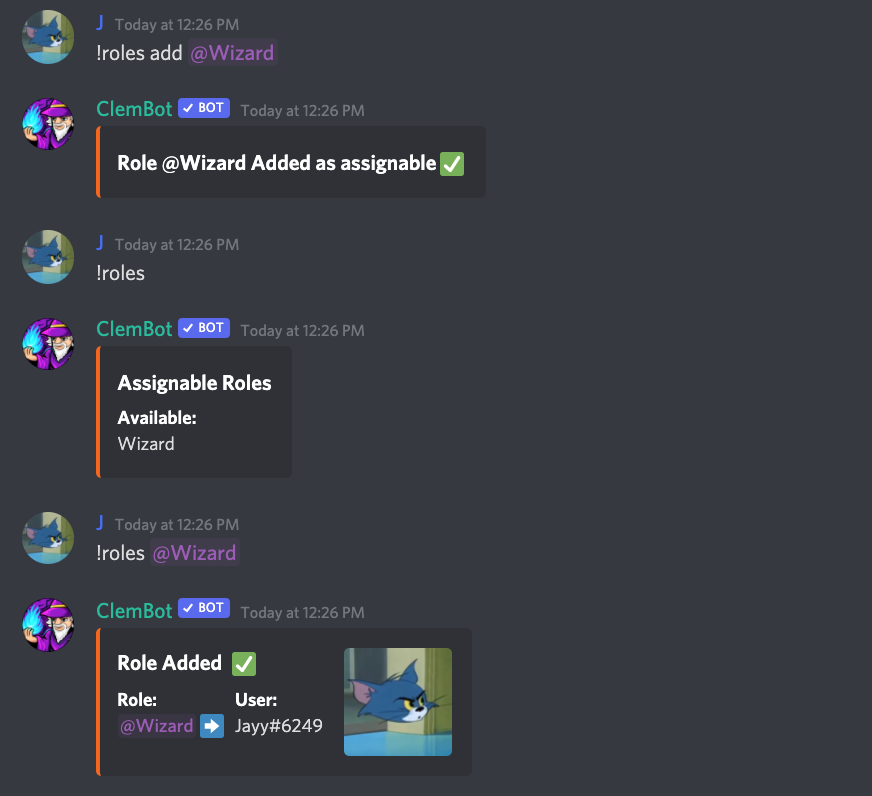 J Today at 12:26 PM
!roles add @Wizard
ClemBot ✓ BOT Today at 12:26 PM
Role @Wizard Added as assignable ✅
J Today at 12:26 PM
!roles
ClemBot ✓ BOT Today at 12:26 PM
Assignable Roles
Available:
Wizard
J Today at 12:26 PM
!roles @Wizard
ClemBot ✓ BOT Today at 12:26 PM
Role Added ✅
Role: User:
@Wizard ➡️ Jayy#6249